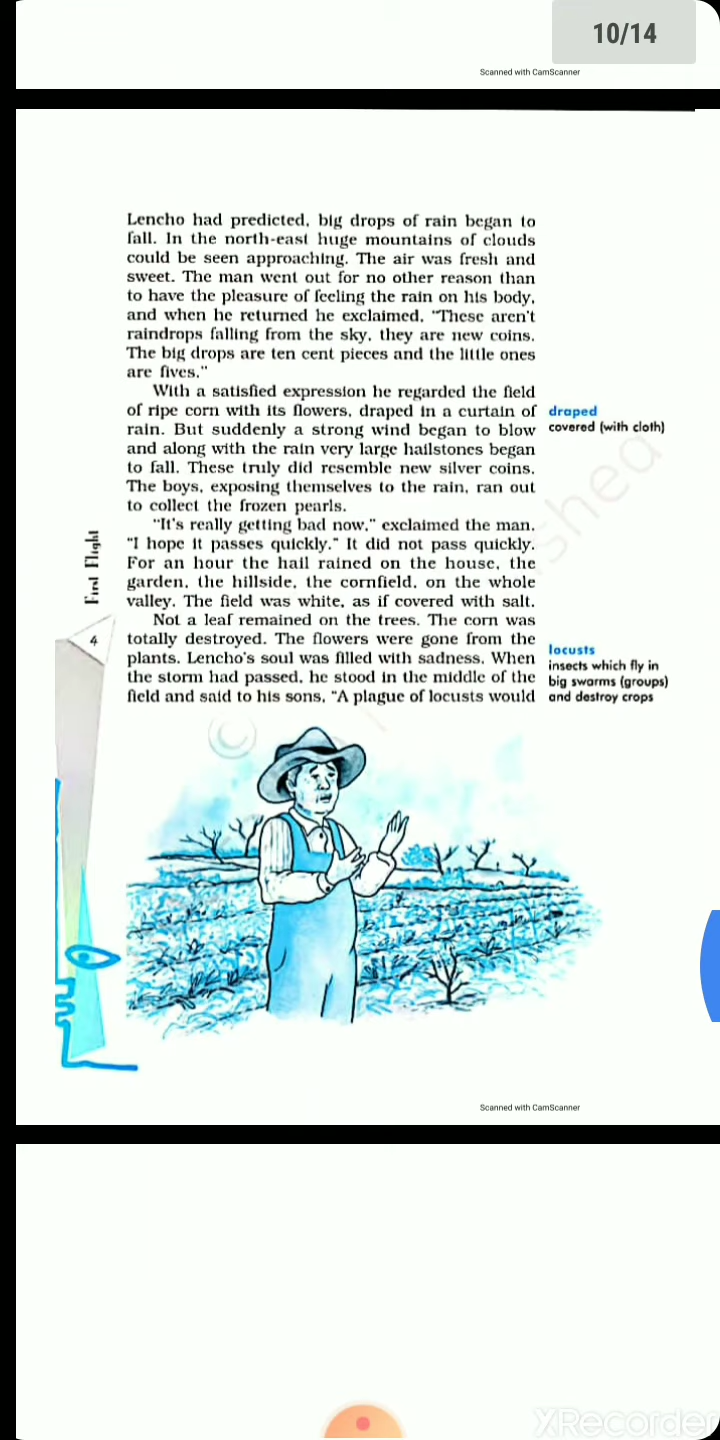 10/14
Scanned with CamScanner
Lencho had predicted, big drops of rain began to
fall. In the north-east huge mountains of clouds
could be seen approaching. The air was fresh and
sweet. The man went out for no other reason than
to have the pleasure of feeling the rain on his body,
and when he returned he exclaimed, "These aren't
raindrops falling from the sky, they are new coins.
The big drops are ten cent pieces and the little ones
are fives."
With a satisfied expression he regarded the field
of ripe corn with its flowers, draped in a curtain of
rain. But suddenly a strong wind began to blow
and along with the rain very large hailstones began
to fall. These truly did resemble new silver coins.
The boys, exposing themselves to the rain, ran out
to collect the frozen pearls.
"It's really getting bad now," exclaimed the man.
"I hope it passes quickly." It did not pass quickly.
For an hour the hail rained on the house, the
garden, the hillside, the cornfield, on the whole
valley. The field was white, as if covered with salt.
Not a leaf remained on the trees. The corn was
totally destroyed. The flowers were gone from the
plants. Lencho's soul was filled with sadness. When
the storm had passed, he stood in the middle of the
field and said to his sons, "A plague of locusts would
draped
covered (with cloth)
locusts
insects which fly in
big swarms (groups)
and destroy crops
First Flight
4
©
Scanned with CamScanner
XRecorder